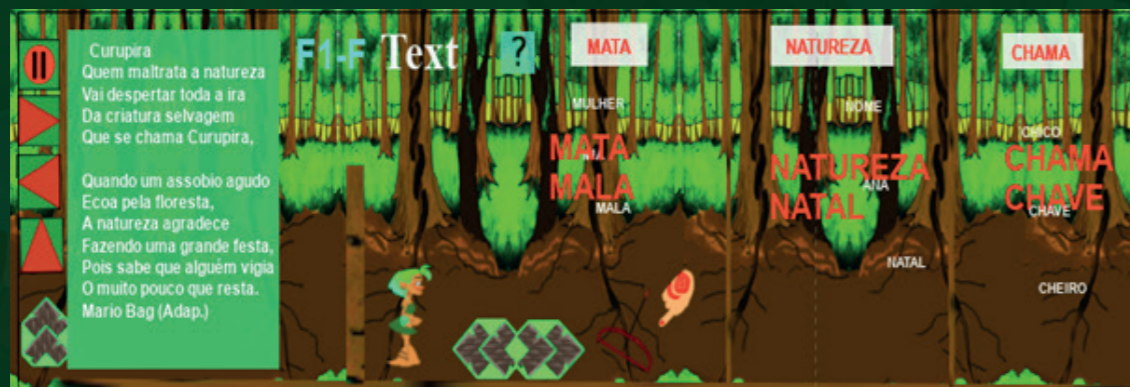 Curupira
Quem maltrata a natureza
Vai despertar toda a ira
Da criatura selvagem
Que se chama Curupira,
Quando um assobio agudo
Ecoa pela floresta,
A natureza agradece
Fazendo uma grande festa,
Pois sabe que alguém vigia
O muito pouco que resta.
Mario Bag (Adap.)
F1-F Text ?
MATA
MULHER
MATA
MALA
MALA
NATUREZA
NOME
NATUREZA
ANA
NATAL
NATAL
CHAMA
CHICO
CHAMA
CHAVE
CHAVE
CHEIRO